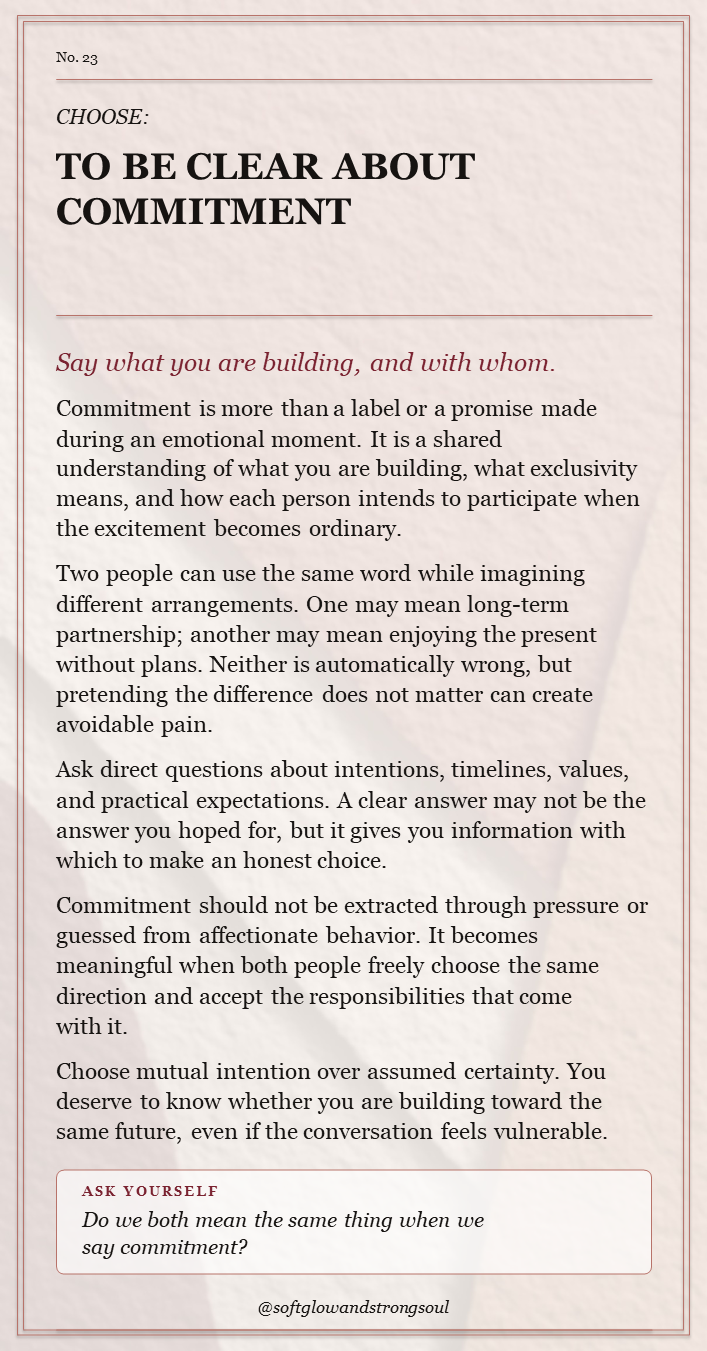 No. 23
CHOOSE:
TO BE CLEAR ABOUT
COMMITMENT
Say what you are building, and with whom.
Commitment is more than a label or a promise made
during an emotional moment. It is a shared
understanding of what you are building, what exclusivity
means, and how each person intends to participate when
the excitement becomes ordinary.
Two people can use the same word while imagining
different arrangements. One may mean long-term
partnership; another may mean enjoying the present
without plans. Neither is automatically wrong, but
pretending the difference does not matter can create
avoidable pain.
Ask direct questions about intentions, timelines, values,
and practical expectations. A clear answer may not be the
answer you hoped for, but it gives you information with
which to make an honest choice.
Commitment should not be extracted through pressure or
guessed from affectionate behavior. It becomes
meaningful when both people freely choose the same
direction and accept the responsibilities that come
with it.
Choose mutual intention over assumed certainty. You
deserve to know whether you are building toward the
same future, even if the conversation feels vulnerable.
ASK YOURSELF
Do we both mean the same thing when we
say commitment?
@softglowandstrongsoul